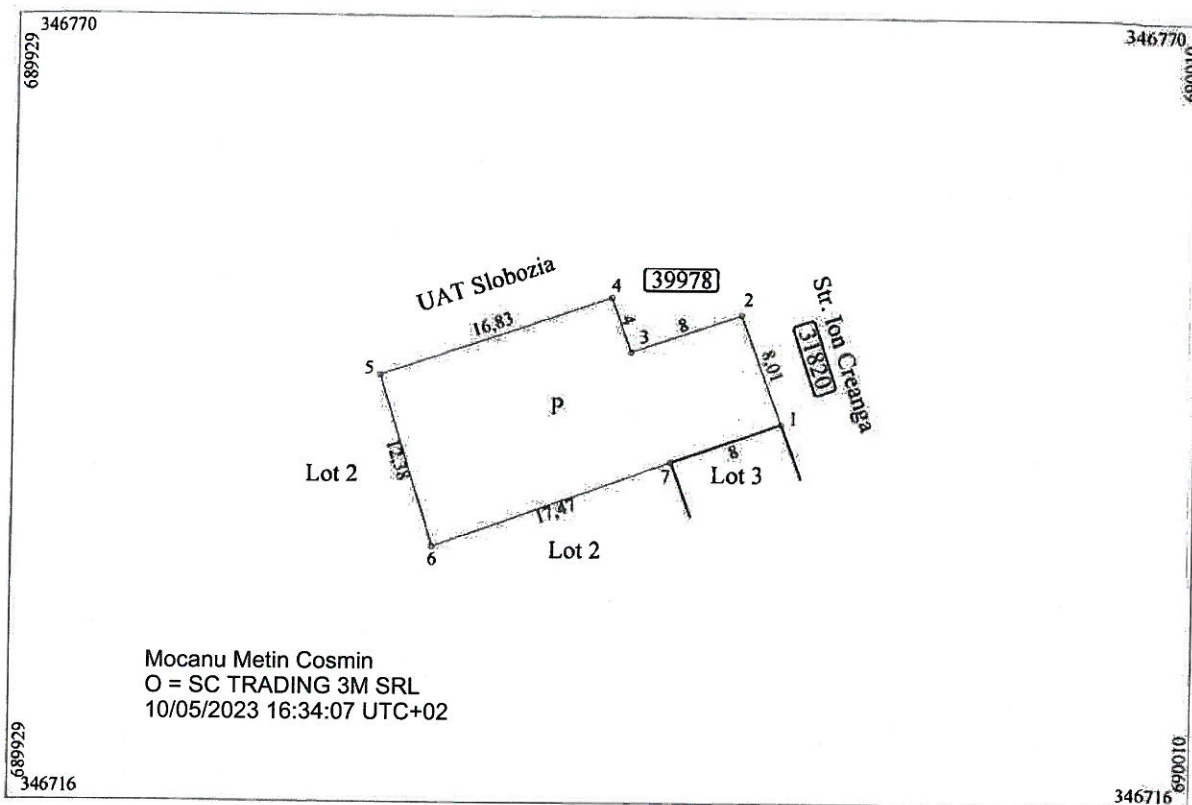 346770
346770
689929
690010
UAT Slobozia
4
39978
2
Str. Ion Creanga
31820
16,83
4
3
8
8,01
5
P
1
12,38
Lot 2
7
8
Lot 3
17,47
6
Lot 2
Mocanu Metin Cosmin
O = SC TRADING 3M SRL
10/05/2023 16:34:07 UTC+02
689929
346716
690010
346716